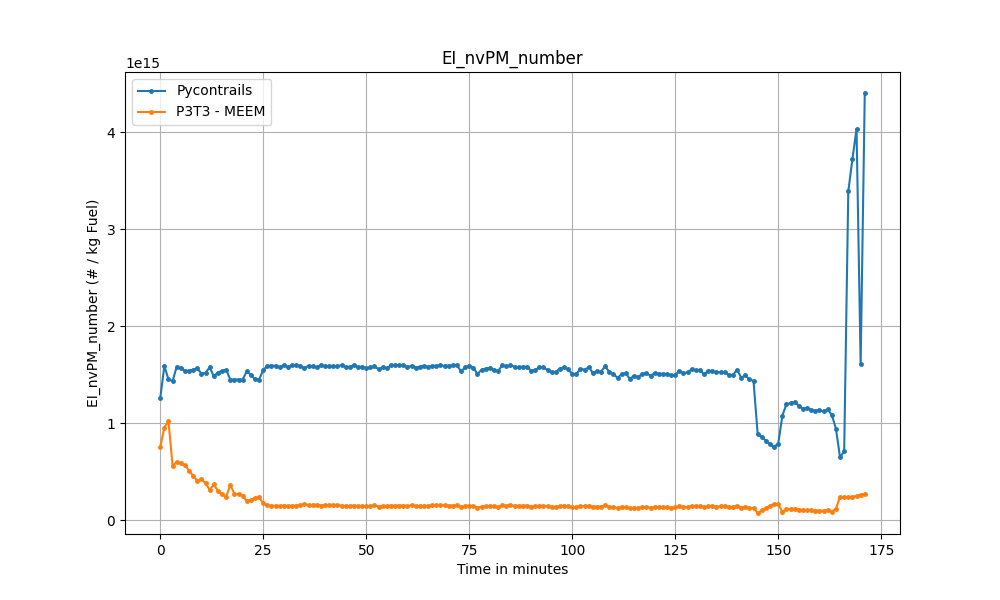 EI_nvPM_number
1e15
Pycontrails
P3T3 - MEEM
EI_nvPM_number (# / kg Fuel)
4
3
2
1
0
0 25 50 75 100 125 150 175
Time in minutes